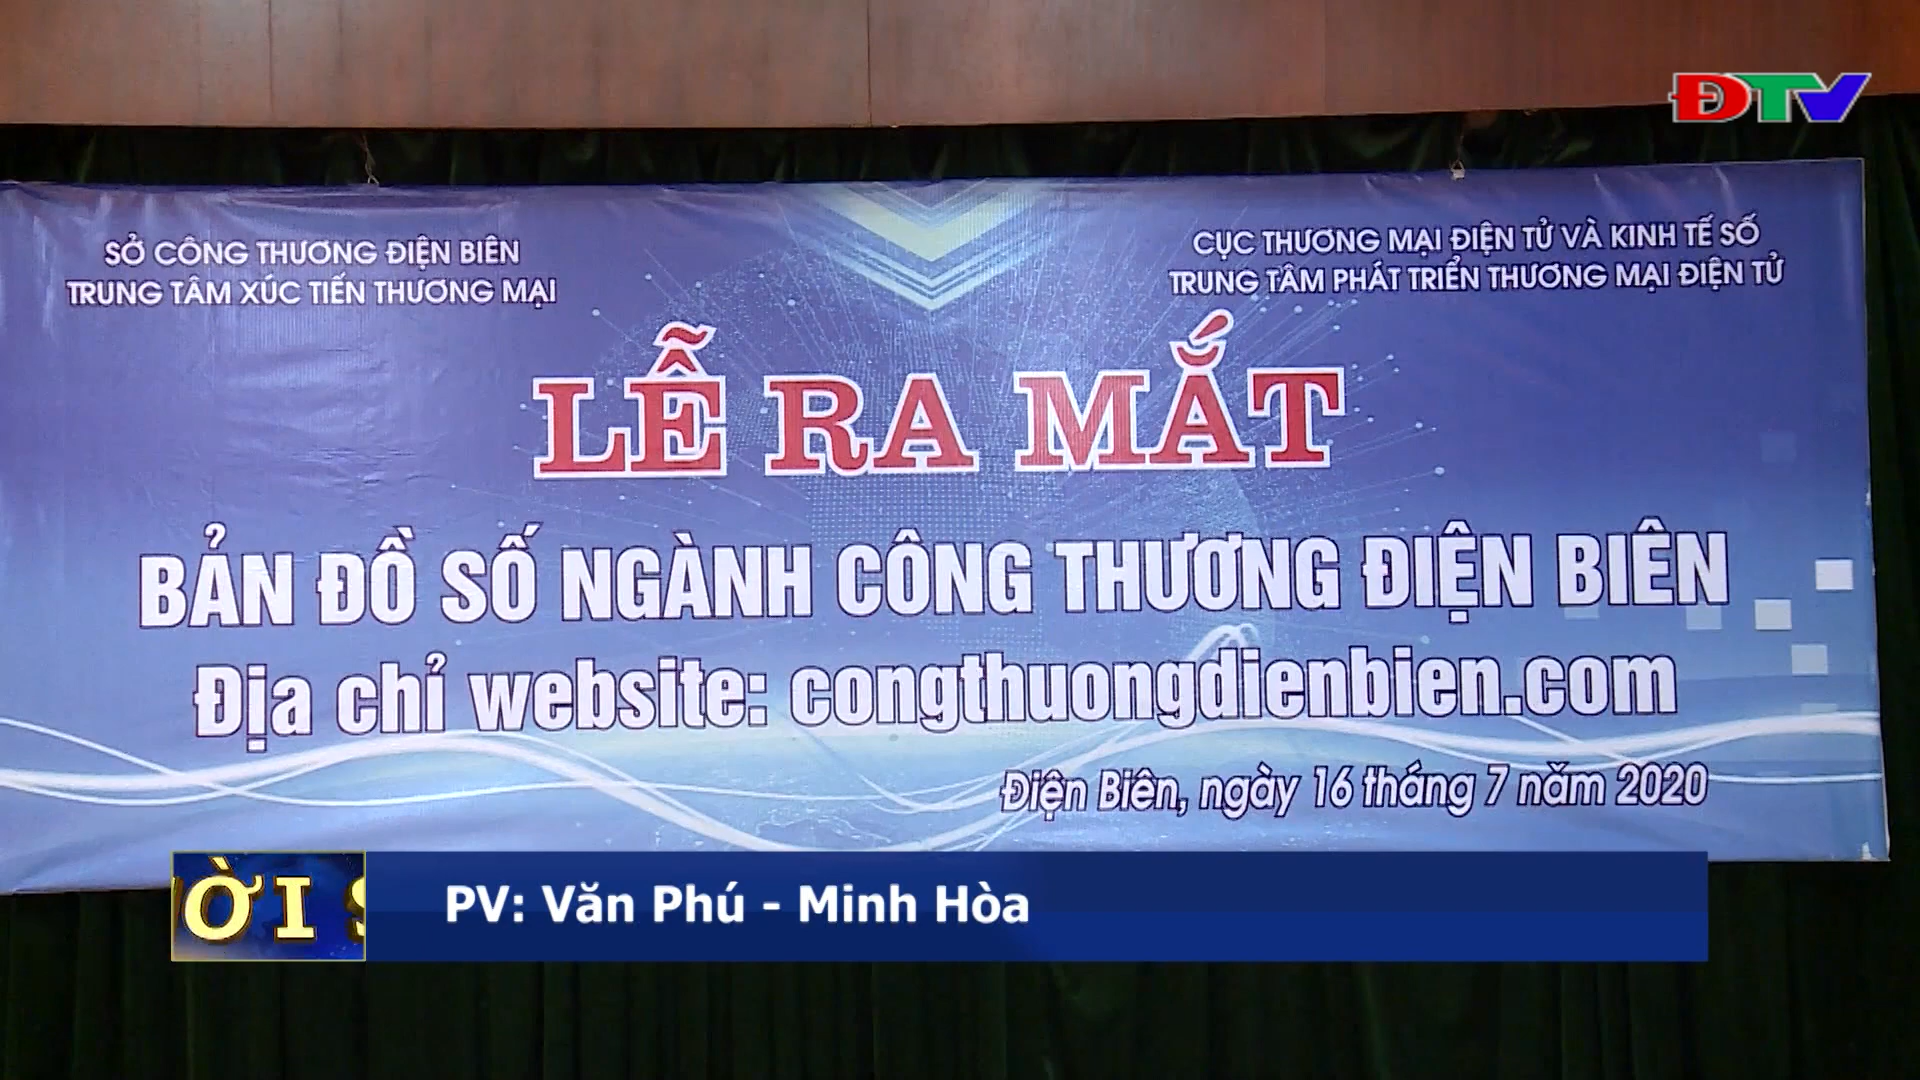 ĐTV
SỞ CÔNG THƯƠNG ĐIỆN BIÊN
TRUNG TÂM XÚC TIẾN THƯƠNG MẠI
CỤC THƯƠNG MẠI ĐIỆN TỬ VÀ KINH TẾ SỐ
TRUNG TÂM PHÁT TRIỂN THƯƠNG MẠI ĐIỆN TỬ
LỄ RA MẮT
BẢN ĐỒ SỐ NGÀNH CÔNG THƯƠNG ĐIỆN BIÊN
Địa chỉ website: congthuongdienbien.com
Điện Biên, ngày 16 tháng 7 năm 2020
ỜI S
PV: Văn Phú - Minh Hòa